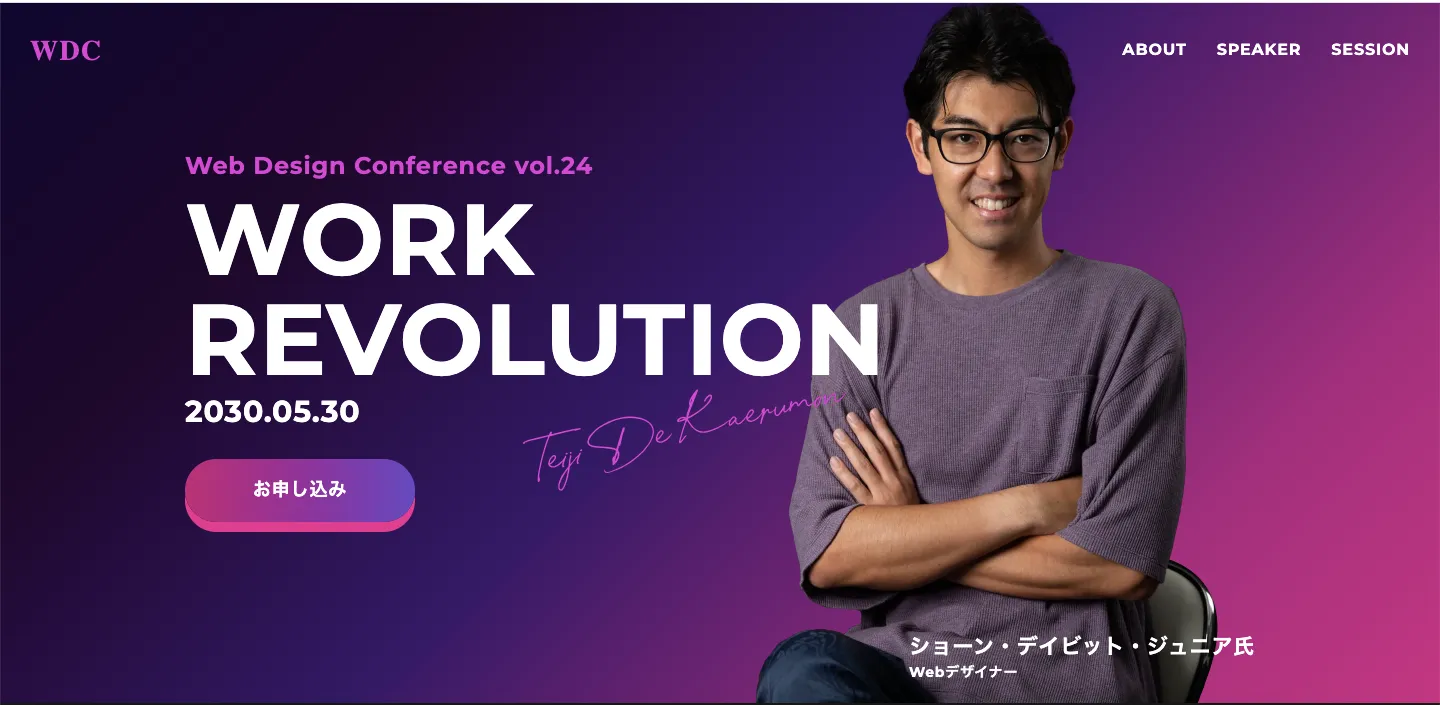 WDC
ABOUT
SPEAKER
SESSION
Web Design Conference vol.24
WORK
REVOLUTION
2030.05.30
Teiji De Kaerumon
お申し込み
ショーン・デイビット・ジュニア氏
Webデザイナー